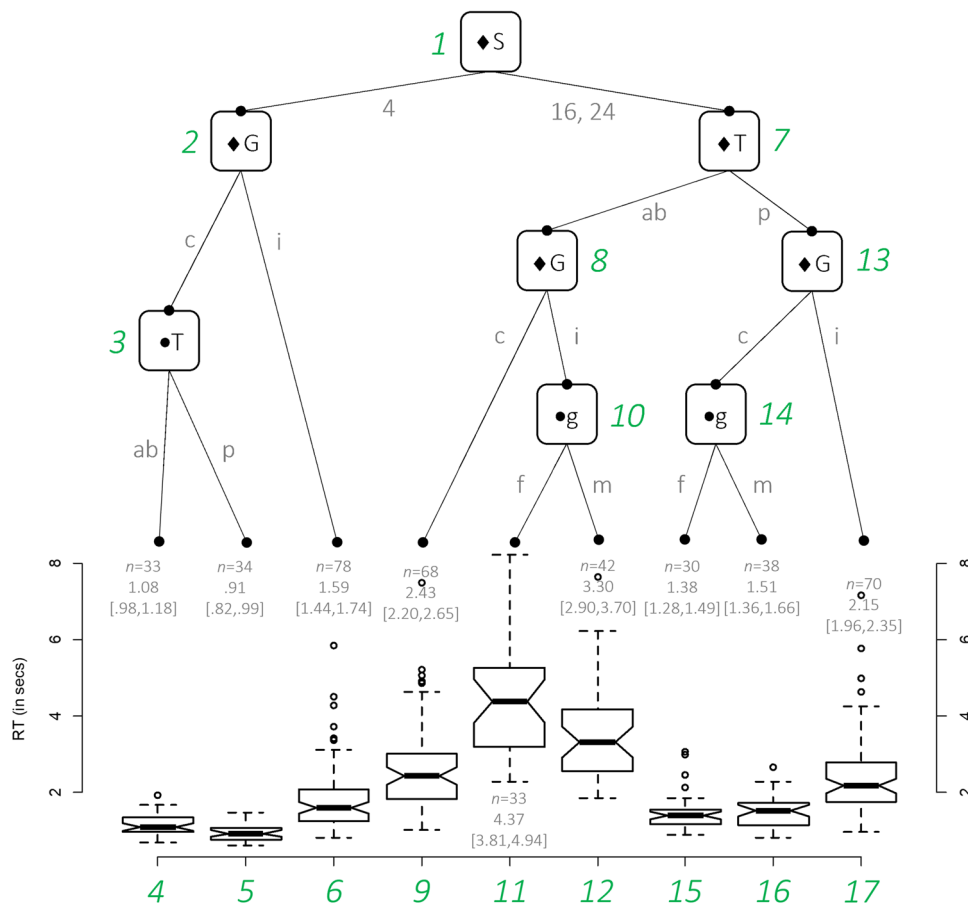 1 ♦ S
4 16, 24
2 ♦ G ♦ T 7
ab p
c i
♦ G 8 ♦ G 13
3 • T c i c i
• g 10 • g 14
ab p f m f m
n=33 n=34 n=78 n=68 n=42 n=30 n=38 n=70
1.08 .91 1.59 2.43 3.30 1.38 1.51 2.15
[.98,1.18] [.82,.99] [1.44,1.74] [2.20,2.65] [2.90,3.70] [1.28,1.49] [1.36,1.66] [1.96,2.35]
8 8
6 6
4 4
2 2
RT (in secs)
n=33
4.37
[3.81,4.94]
4 5 6 9 11 12 15 16 17